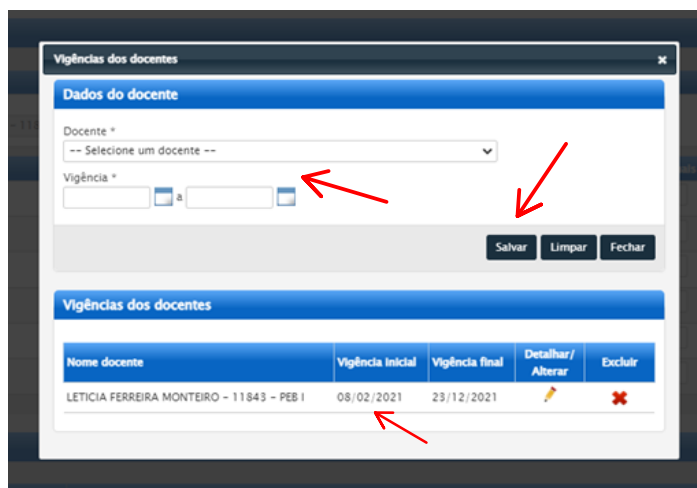 Vigências dos docentes
Dados do docente
Docente *
-- Selecione um docente --
Vigência *
a
Salvar Limpar Fechar
Vigências dos docentes
Nome docente Vigência inicial Vigência final Detalhar/ Alterar Excluir
LETICIA FERREIRA MONTEIRO - 11843 - PEB I 08/02/2021 23/12/2021